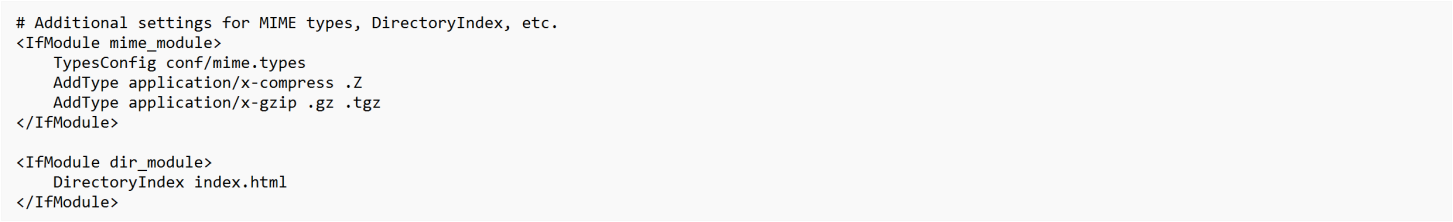 # Additional settings for MIME types, DirectoryIndex, etc.
<IfModule mime_module>
    TypesConfig conf/mime.types
    AddType application/x-compress .Z
    AddType application/x-gzip .gz .tgz
</IfModule>

<IfModule dir_module>
    DirectoryIndex index.html
</IfModule>